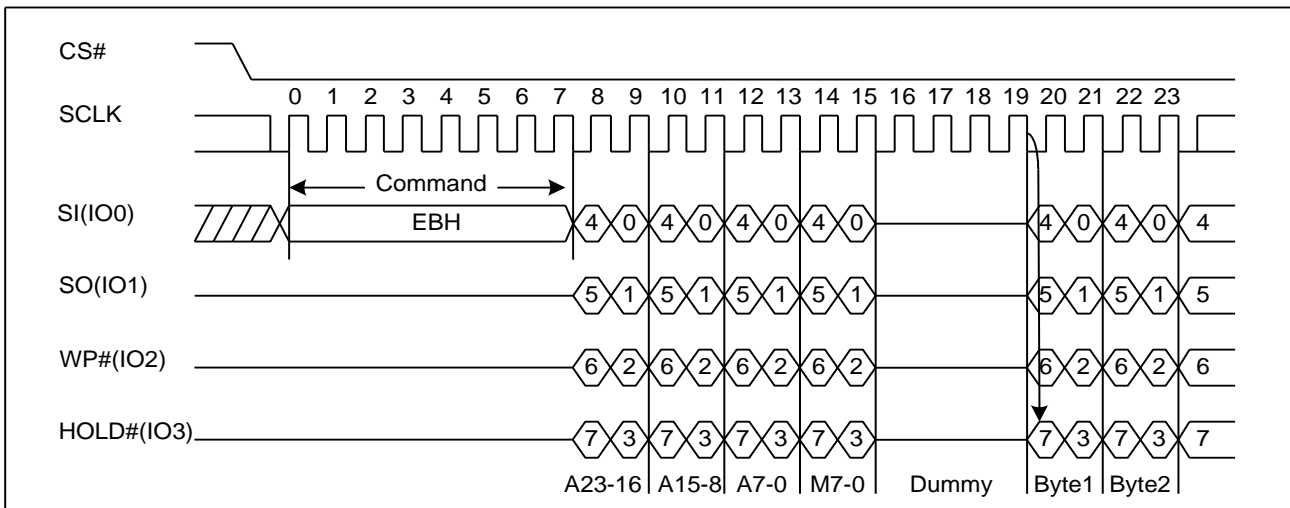 CS#
SCLK 0 1 2 3 4 5 6 7 8 9 10 11 12 13 14 15 16 17 18 19 20 21 22 23
Command
SI(IO0) EBH 4 0 4 0 4 0 4 0 4 0 4 0 4
SO(IO1) 5 1 5 1 5 1 5 1 5 1 5 1 5
WP#(IO2) 6 2 6 2 6 2 6 2 6 2 6 2 6
HOLD#(IO3) 7 3 7 3 7 3 7 3 7 3 7 3 7
A23-16 A15-8 A7-0 M7-0 Dummy Byte1 Byte2